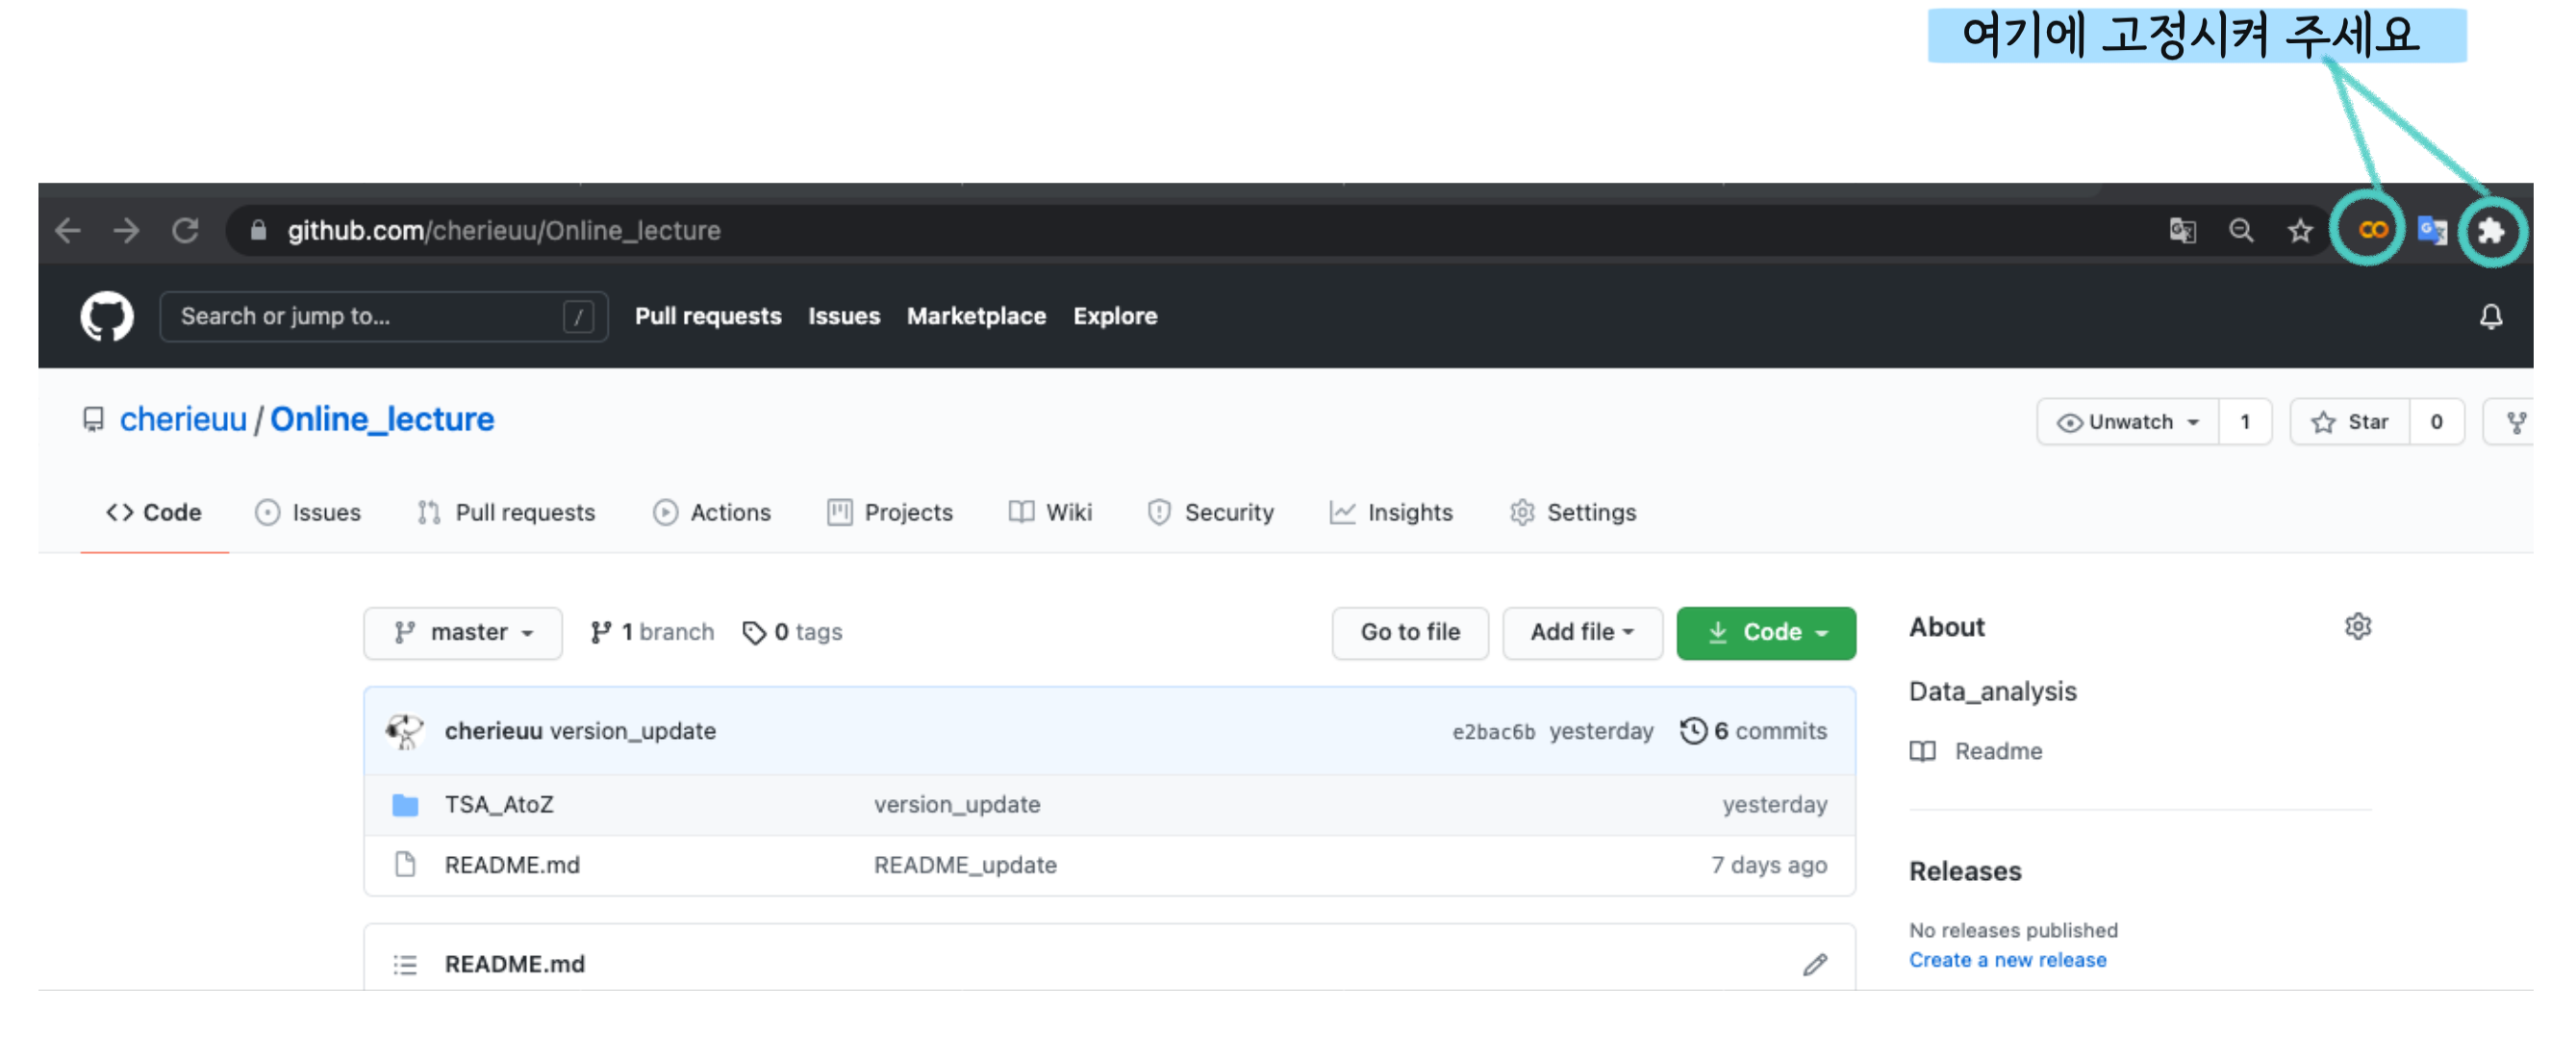 여기에 고정시켜 주세요
github.com/cherieuu/Online_lecture
CO
Search or jump to... /
Pull requests Issues Marketplace Explore
cherieuu / Online_lecture
Unwatch 1 Star 0
Code Issues Pull requests Actions Projects Wiki Security Insights Settings
master 1 branch 0 tags
Go to file Add file Code
About
Data_analysis
Readme
cherieuu version_update e2bac6b yesterday 6 commits
TSA_AtoZ version_update yesterday
README.md README_update 7 days ago
Releases
No releases published
Create a new release
README.md